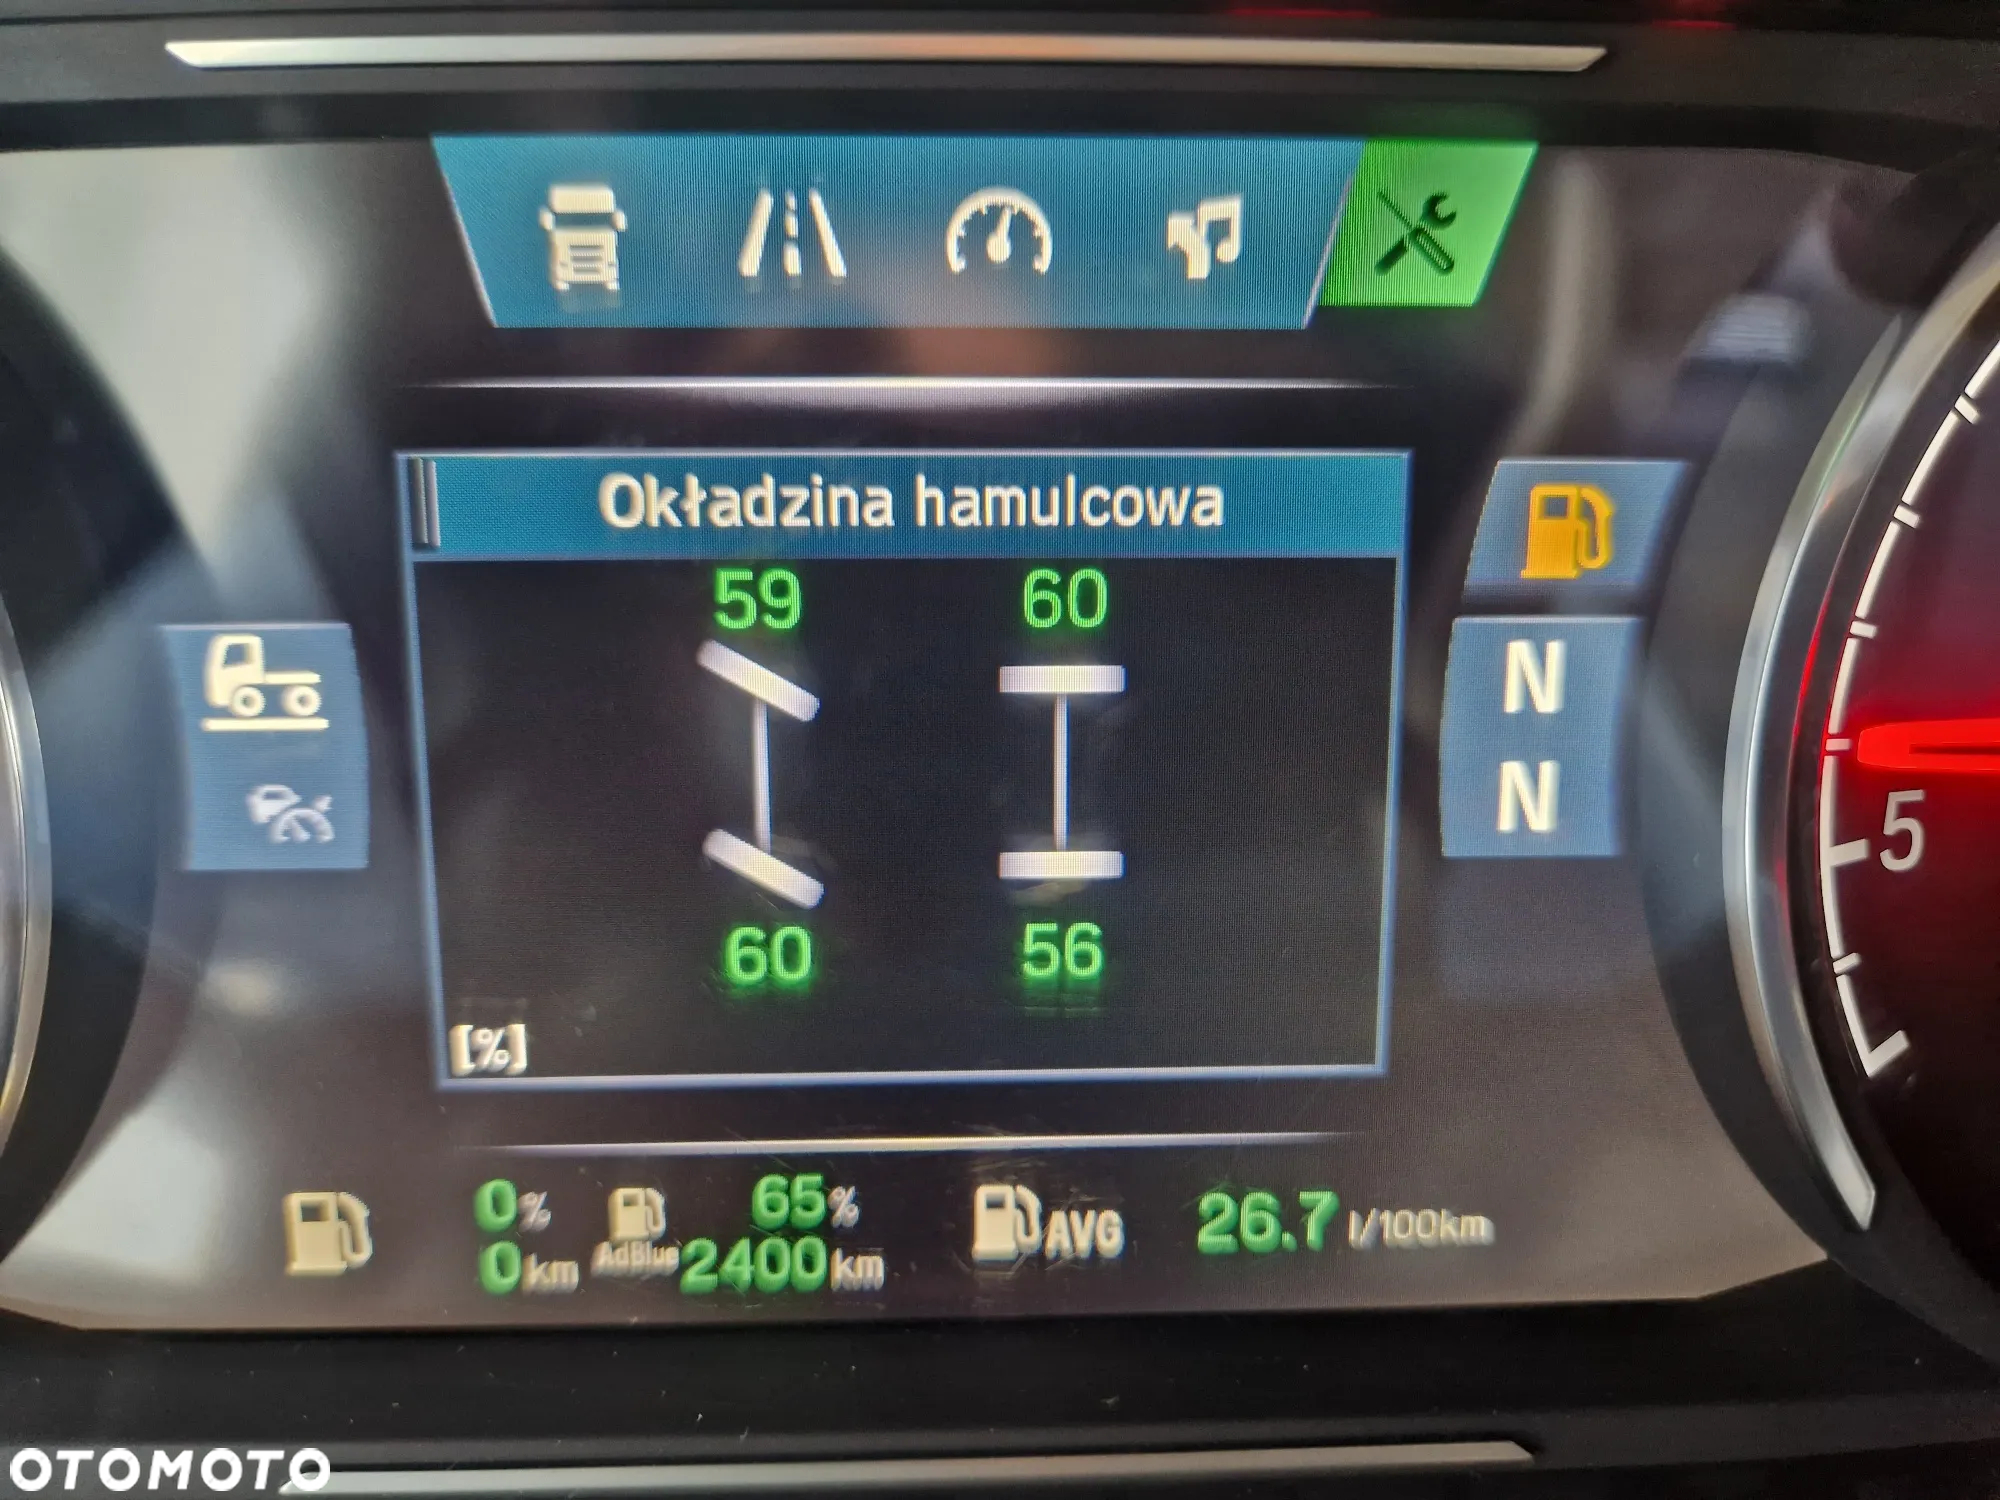 Okładzina hamulcowa
59 60
60 56
[%]
N
N
5
0% 65%
0km AdBlue 2400km
AVG 26.7 l/100km
OTOMOTO